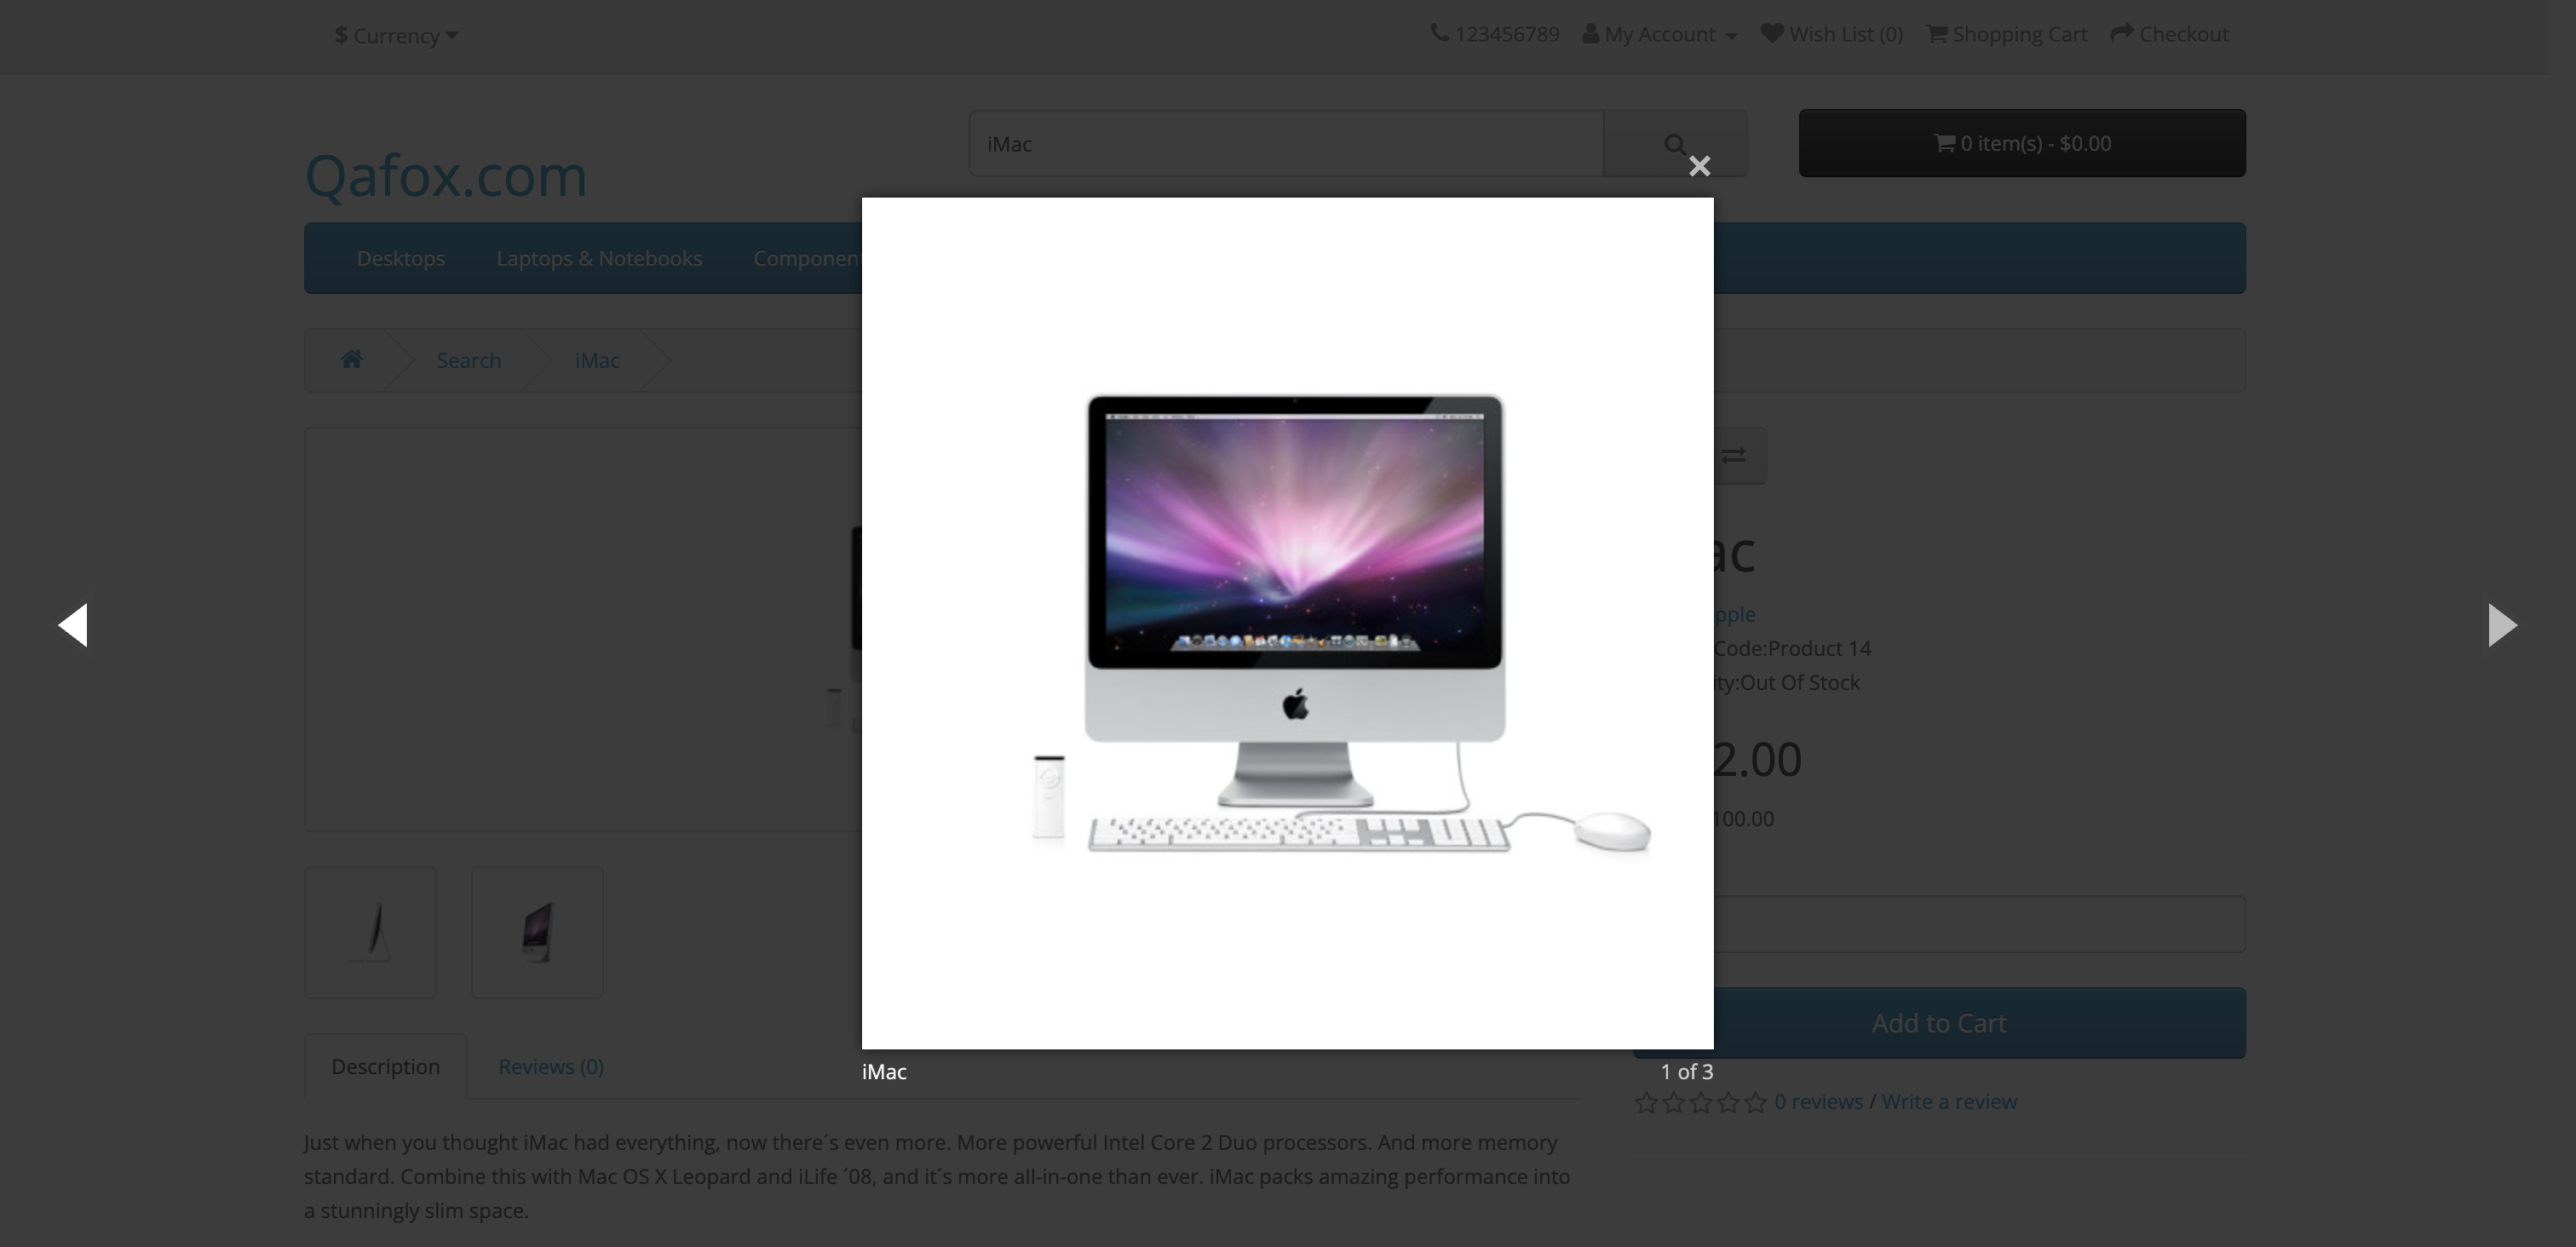 $ Currency
123456789 My Account Wish List (0) Shopping Cart Checkout
iMac
0 item(s) - $0.00
Qafox.com
Desktops Laptops & Notebooks
Search iMac
Code:Product 14
Out Of Stock
2.00
100.00
Add to Cart
Description Reviews (0)
iMac 1 of 3
0 reviews / Write a review
Just when you thought iMac had everything, now there´s even more. More powerful Intel Core 2 Duo processors. And more memory
standard. Combine this with Mac OS X Leopard and iLife ´08, and it´s more all-in-one than ever. iMac packs amazing performance into
a stunningly slim space.